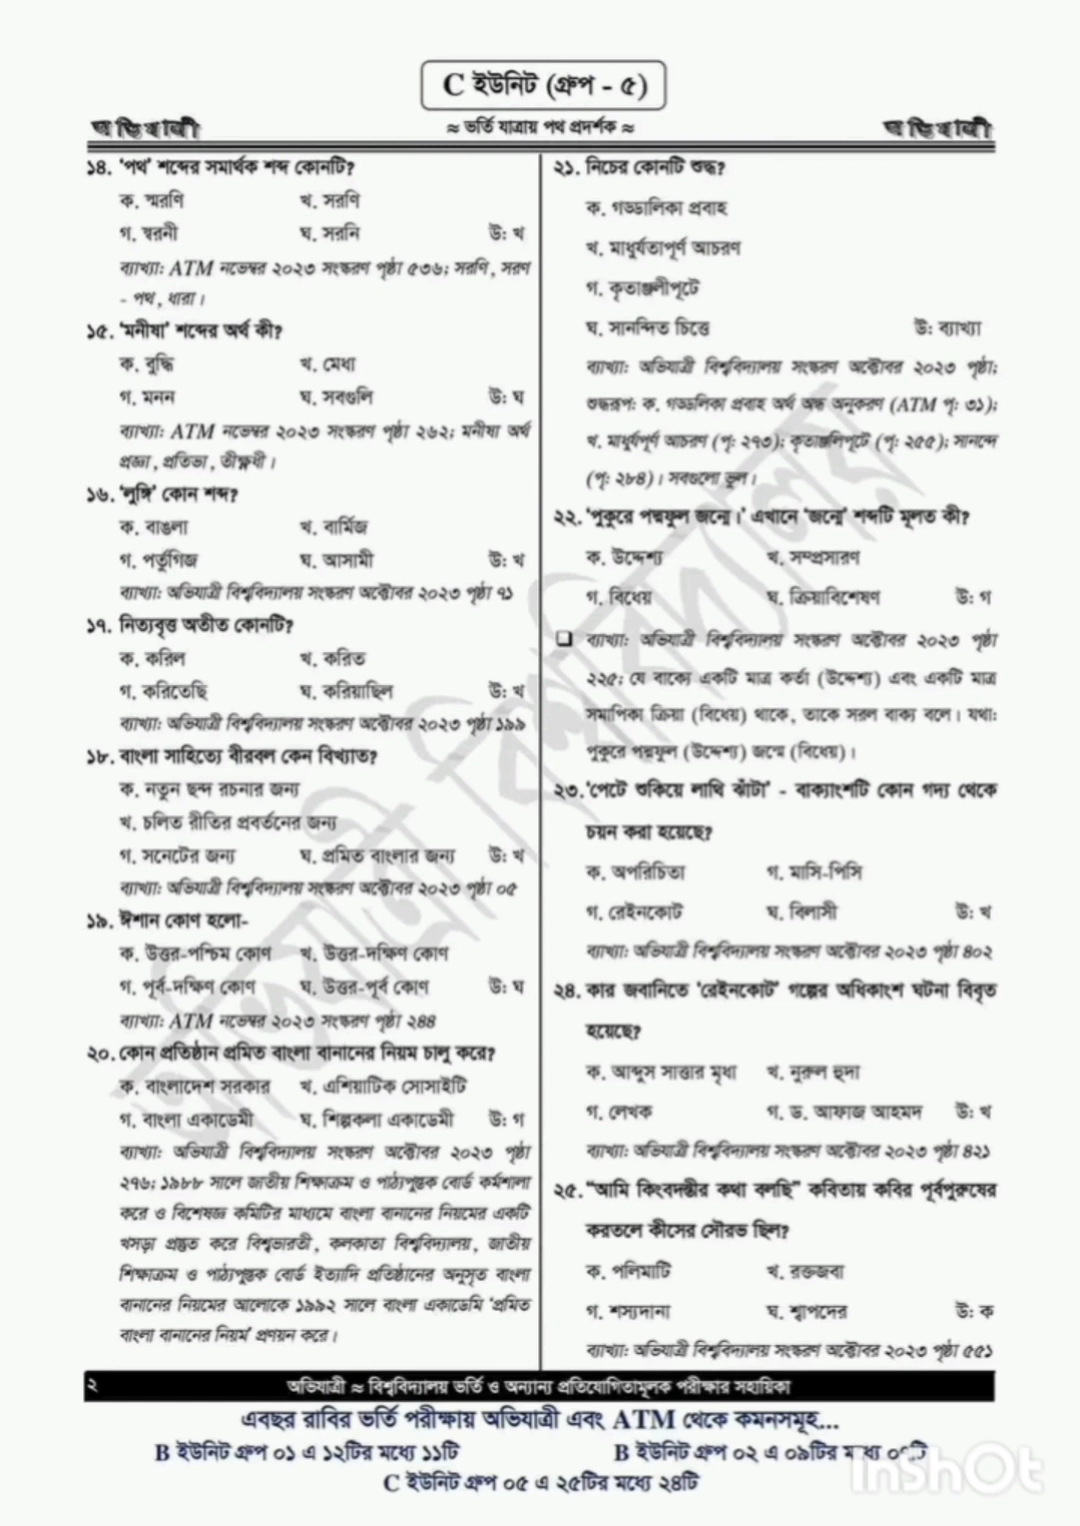 C ইউনিট (গ্রুপ - ৫)
অভিযাত্রী
≈ ভর্তি যাত্রায় পথ প্রদর্শক ≈
অভিযাত্রী
১৪. ‘পথ’ শব্দের সমার্থক শব্দ কোনটি?
ক. স্মরণি খ. সরণি
গ. স্বরনী ঘ. সরনি উ: খ
ব্যাখ্যা: ATM নভেম্বর ২০২৩ সংস্করণ পৃষ্ঠা ৫৩৬; সরণি, সরণ
- পথ, ধারা।
১৫. ‘মনীষা’ শব্দের অর্থ কী?
ক. বুদ্ধি খ. মেধা
গ. মনন ঘ. সবগুলি উ: ঘ
ব্যাখ্যা: ATM নভেম্বর ২০২৩ সংস্করণ পৃষ্ঠা ২৬২; মনীষা অর্থ
প্রজ্ঞা, প্রতিভা, তীক্ষ্ণধী।
১৬. ‘লুঙ্গি’ কোন শব্দ?
ক. বাঙলা খ. বার্মিজ
গ. পর্তুগিজ ঘ. আসামী উ: খ
ব্যাখ্যা: অভিযাত্রী বিশ্ববিদ্যালয় সংস্করণ অক্টোবর ২০২৩ পৃষ্ঠা ৭১
১৭. নিত্যবৃত্ত অতীত কোনটি?
ক. করিল খ. করিত
গ. করিতেছি ঘ. করিয়াছিল উ: খ
ব্যাখ্যা: অভিযাত্রী বিশ্ববিদ্যালয় সংস্করণ অক্টোবর ২০২৩ পৃষ্ঠা ১৯৯
১৮. বাংলা সাহিত্যে বীরবল কেন বিখ্যাত?
ক. নতুন ছন্দ রচনার জন্য
খ. চলিত রীতির প্রবর্তনের জন্য
গ. সনেটের জন্য ঘ. প্রমিত বাংলার জন্য উ: খ
ব্যাখ্যা: অভিযাত্রী বিশ্ববিদ্যালয় সংস্করণ অক্টোবর ২০২৩ পৃষ্ঠা ০৫
১৯. ঈশান কোণ হলো-
ক. উত্তর-পশ্চিম কোণ খ. উত্তর-দক্ষিণ কোণ
গ. পূর্ব-দক্ষিণ কোণ ঘ. উত্তর-পূর্ব কোণ উ: ঘ
ব্যাখ্যা: ATM নভেম্বর ২০২৩ সংস্করণ পৃষ্ঠা ২৪৪
২০. কোন প্রতিষ্ঠান প্রমিত বাংলা বানানের নিয়ম চালু করে?
ক. বাংলাদেশ সরকার খ. এশিয়াটিক সোসাইটি
গ. বাংলা একাডেমী ঘ. শিল্পকলা একাডেমী উ: গ
ব্যাখ্যা: অভিযাত্রী বিশ্ববিদ্যালয় সংস্করণ অক্টোবর ২০২৩ পৃষ্ঠা
২৭৬; ১৯৮৮ সালে জাতীয় শিক্ষাক্রম ও পাঠ্যপুস্তক বোর্ড কর্মশালা
করে ও বিশেষজ্ঞ কমিটির মাধ্যমে বাংলা বানানের নিয়মের একটি
খসড়া প্রস্তুত করে বিশ্বভারতী, কলকাতা বিশ্ববিদ্যালয়, জাতীয়
শিক্ষাক্রম ও পাঠ্যপুস্তক বোর্ড ইত্যাদি প্রতিষ্ঠানের অনুসৃত বাংলা
বানানের নিয়মের আলোকে ১৯৯২ সালে বাংলা একাডেমি ‘প্রমিত
বাংলা বানানের নিয়ম’ প্রণয়ন করে।
২১. নিচের কোনটি শুদ্ধ?
ক. গড্ডালিকা প্রবাহ
খ. মাধুর্যতাপূর্ণ আচরণ
গ. কৃতাঞ্জলীপূটে
ঘ. সানন্দিত চিত্তে উ: ব্যাখ্যা
ব্যাখ্যা: অভিযাত্রী বিশ্ববিদ্যালয় সংস্করণ অক্টোবর ২০২৩ পৃষ্ঠা;
শুদ্ধরূপ: ক. গড্ডলিকা প্রবাহ অর্থ অন্ধ অনুকরণ (ATM পৃ: ৩১);
খ. মাধুর্যপূর্ণ আচরণ (পৃ: ২৭৩); কৃতাঞ্জলিপূটে (পৃ: ২৫৫); সানন্দে
(পৃ: ২৮৪)। সবগুলো ভুল।
২২. ‘পুকুরে পদ্মফুল জন্মে।’ এখানে ‘জন্মে’ শব্দটি মূলত কী?
ক. উদ্দেশ্য খ. সম্প্রসারণ
গ. বিধেয় ঘ. ক্রিয়াবিশেষণ উ: গ
❑ ব্যাখ্যা: অভিযাত্রী বিশ্ববিদ্যালয় সংস্করণ অক্টোবর ২০২৩ পৃষ্ঠা
২২৫; যে বাক্যে একটি মাত্র কর্তা (উদ্দেশ্য) এবং একটি মাত্র
সমাপিকা ক্রিয়া (বিধেয়) থাকে, তাকে সরল বাক্য বলে। যথা:
পুকুরে পদ্মফুল (উদ্দেশ্য) জন্মে (বিধেয়)।
২৩. ‘পেটে শুকিয়ে লাথি ঝাঁটা’ - বাক্যাংশটি কোন গদ্য থেকে
চয়ন করা হয়েছে?
ক. অপরিচিতা গ. মাসি-পিসি
গ. রেইনকোট ঘ. বিলাসী উ: খ
ব্যাখ্যা: অভিযাত্রী বিশ্ববিদ্যালয় সংস্করণ অক্টোবর ২০২৩ পৃষ্ঠা ৪০২
২৪. কার জবানিতে ‘রেইনকোট’ গল্পের অধিকাংশ ঘটনা বিবৃত
হয়েছে?
ক. আব্দুস সাত্তার মৃধা খ. নুরুল হুদা
গ. লেখক গ. ড. আফাজ আহমদ উ: খ
ব্যাখ্যা: অভিযাত্রী বিশ্ববিদ্যালয় সংস্করণ অক্টোবর ২০২৩ পৃষ্ঠা ৪২১
২৫. “আমি কিংবদন্তীর কথা বলছি” কবিতায় কবির পূর্বপুরুষের
করতলে কীসের সৌরভ ছিল?
ক. পলিমাটি খ. রক্তজবা
গ. শস্যদানা ঘ. শ্বাপদের উ: ক
ব্যাখ্যা: অভিযাত্রী বিশ্ববিদ্যালয় সংস্করণ অক্টোবর ২০২৩ পৃষ্ঠা ৫৫১
অভিযাত্রী বিশ্ববিদ্যালয়
২ অভিযাত্রী ≈ বিশ্ববিদ্যালয় ভর্তি ও অন্যান্য প্রতিযোগিতামূলক পরীক্ষার সহায়িকা
এবছর রাবির ভর্তি পরীক্ষায় অভিযাত্রী এবং ATM থেকে কমনসমূহ...
B ইউনিট গ্রুপ ০১ এ ১২টির মধ্যে ১১টি B ইউনিট গ্রুপ ০২ এ ০৯টির মধ্যে
C ইউনিট গ্রুপ ০৫ এ ২৫টির মধ্যে ২৪টি
InShOt